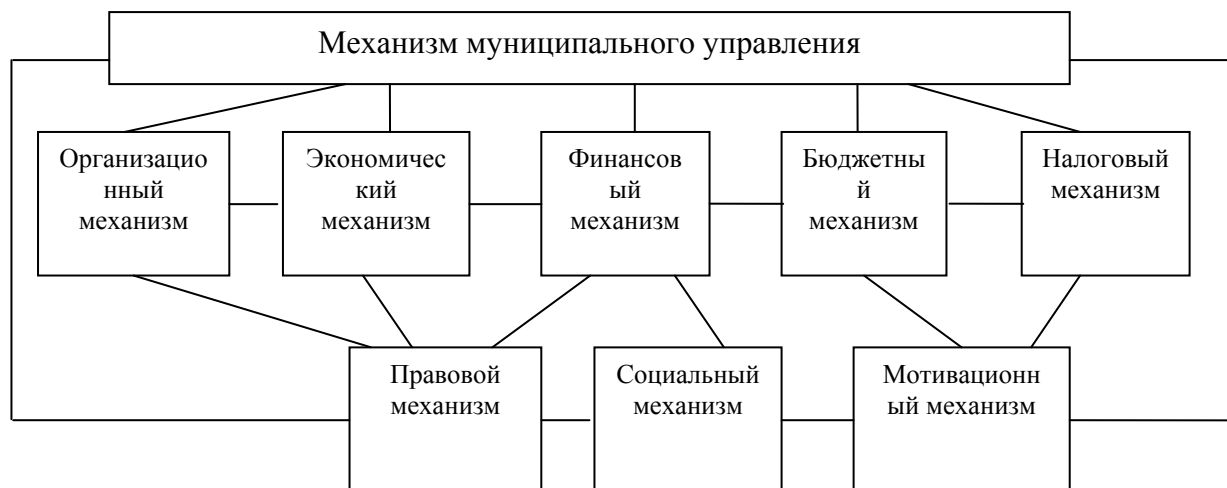 Механизм муниципального управления
Организацио
нный
механизм
Экономичес
кий
механизм
Финансов
ый
механизм
Бюджетны
й
механизм
Налоговый
механизм
Правовой
механизм
Социальный
механизм
Мотивационн
ый механизм